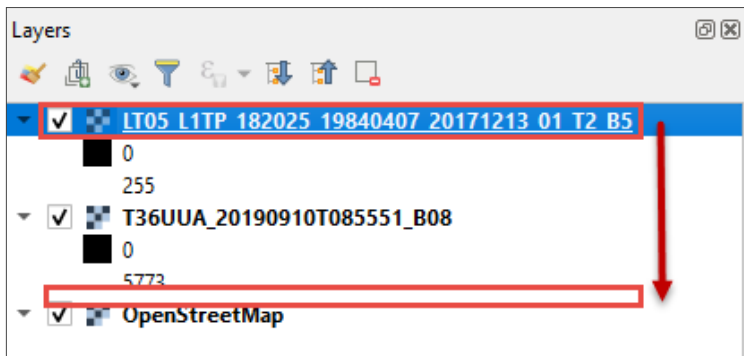 Layers
LT05_L1TP_182025_19840407_20171213_01_T2_B5
0
255
T36UUA_20190910T085551_B08
0
5773
OpenStreetMap